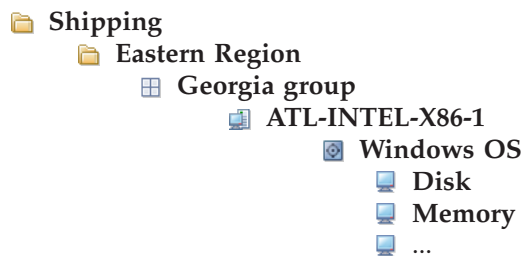 Shipping
Eastern Region
Georgia group
ATL-INTEL-X86-1
Windows OS
Disk
Memory
...